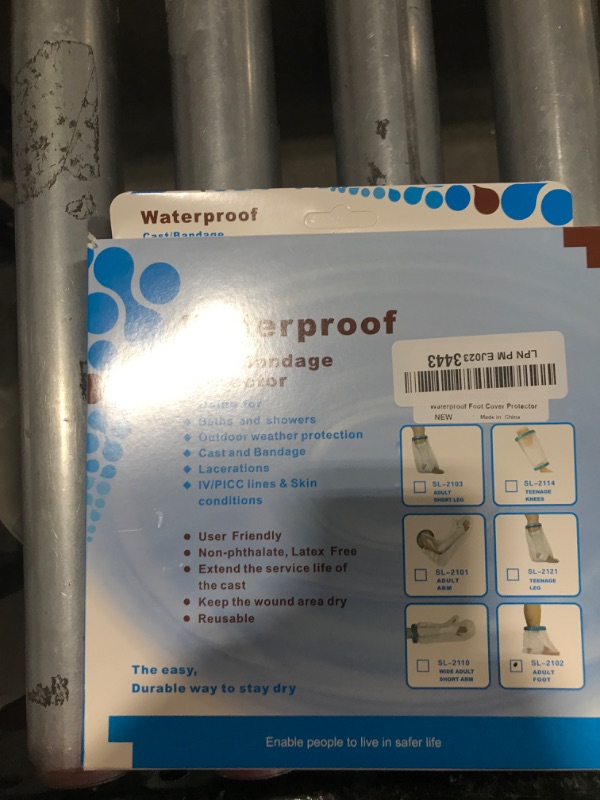 Waterproof
Cast/Bandage
erproof
andage
ctor
Baths and showers
Outdoor weather protection
Cast and Bandage
Lacerations
IV/PICC lines & Skin
conditions
User Friendly
Non-phthalate, Latex Free
Extend the service life of
the cast
Keep the wound area dry
Reusable
The easy,
Durable way to stay dry
LPN PM EJ023 3443
Waterproof Foot Cover Protector
NEW Made in China
SL-2103
ADULT
SHORT LEG
SL-2114
TEENAGE
KNEES
SL-2101
ADULT
ARM
SL-2121
TEENAGE
LEG
SL-2110
WIDE ADULT
SHORT ARM
SL-2102
ADULT
FOOT
Enable people to live in safer life